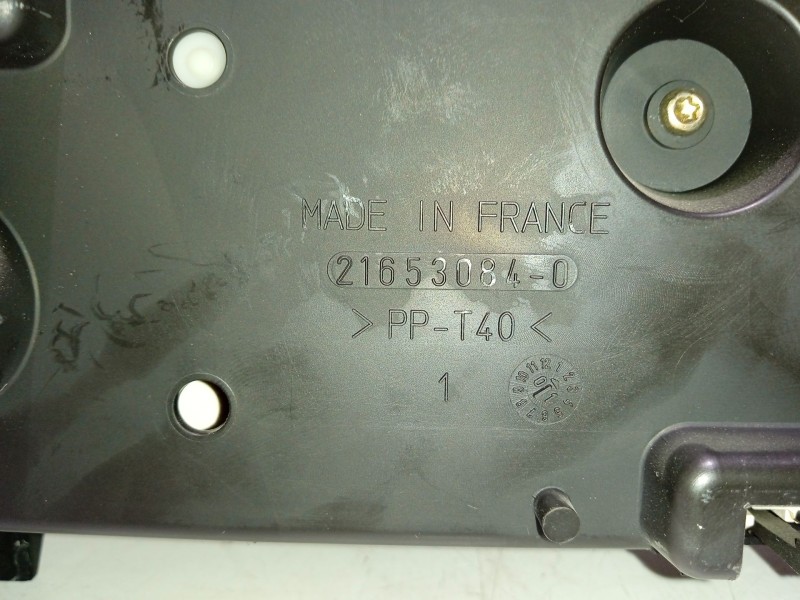 MADE IN FRANCE
21653084-0
> PP-T40 <
1